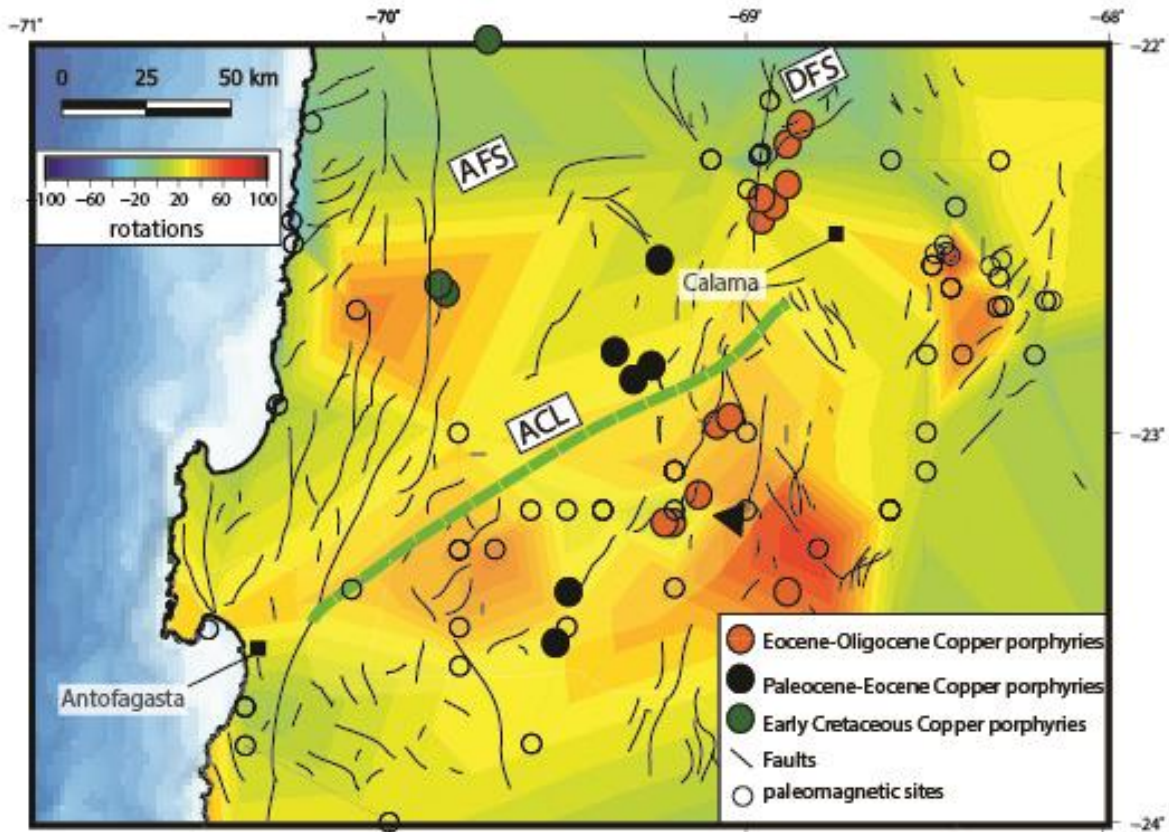 −71° −70° −69° −68°
−22°
0 25 50 km
DFS
AFS
−100 −60 −20 20 60 100
rotations
Calama
ACL
−23°
Antofagasta
Eocene-Oligocene Copper porphyries
Paleocene-Eocene Copper porphyries
Early Cretaceous Copper porphyries
Faults
paleomagnetic sites
−24°